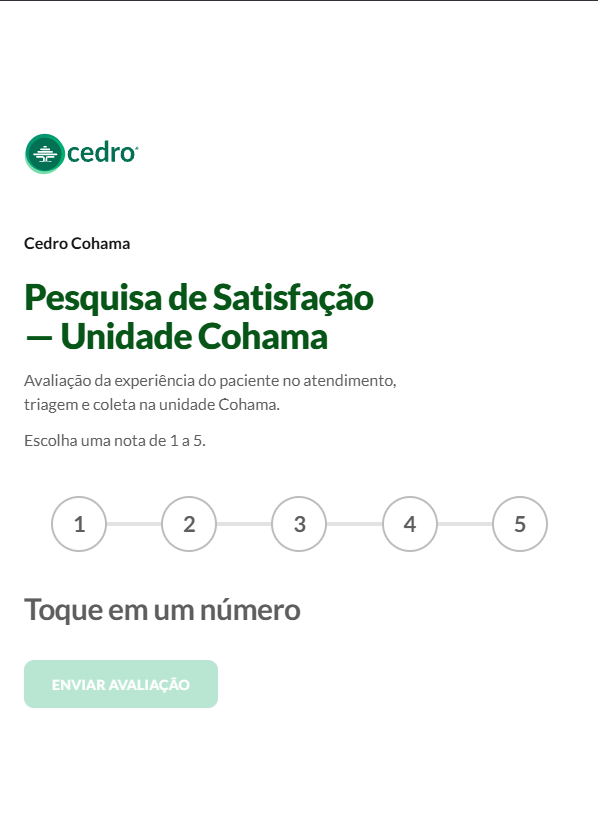 cedro
Cedro Cohama
Pesquisa de Satisfação
— Unidade Cohama
Avaliação da experiência do paciente no atendimento,
triagem e coleta na unidade Cohama.
Escolha uma nota de 1 a 5.
1 2 3 4 5
Toque em um número
ENVIAR AVALIAÇÃO